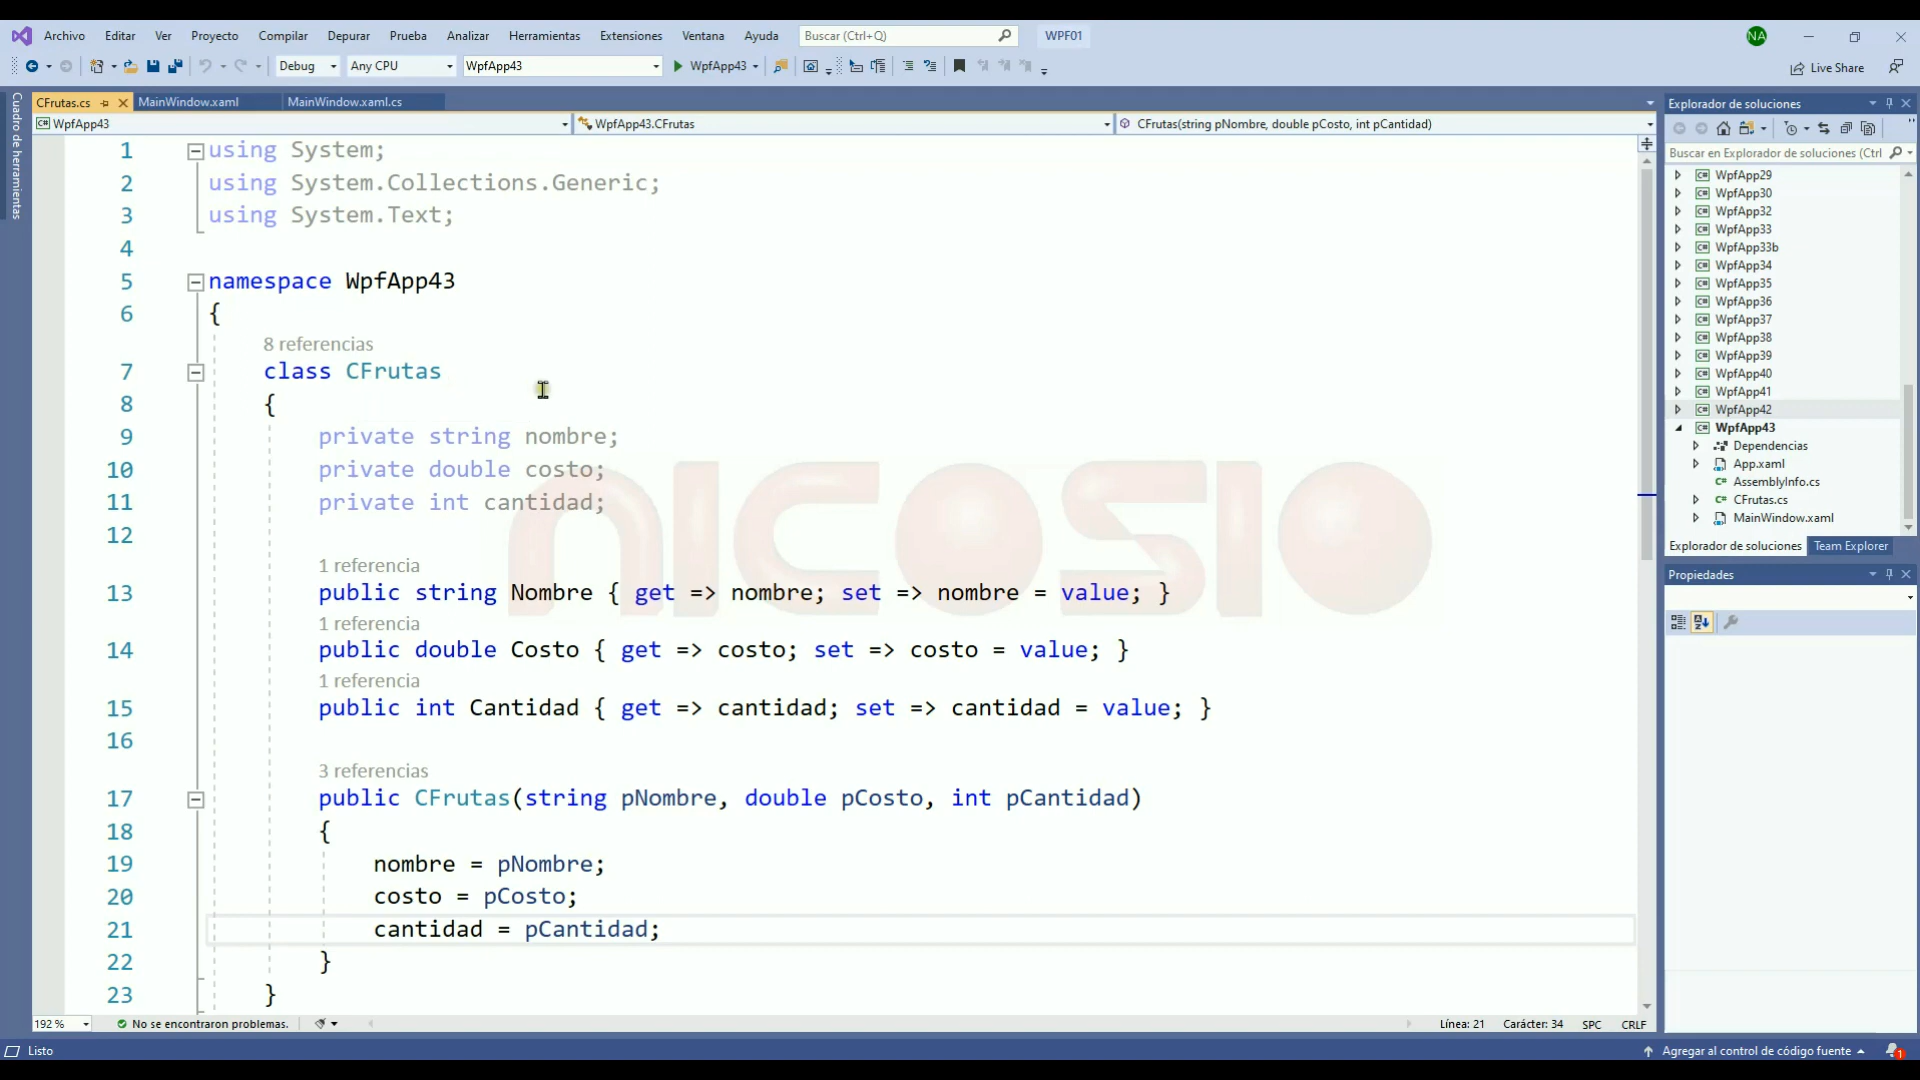 Archivo Editar Ver Proyecto Compilar Depurar Prueba Analizar Herramientas Extensiones Ventana Ayuda Buscar (Ctrl+Q) WPF01 NA
Debug Any CPU WpfApp43 WpfApp43 Live Share
Cuadro de herramientas
CFrutas.cs MainWindow.xaml MainWindow.xaml.cs
WpfApp43 WpfApp43.CFrutas CFrutas(string pNombre, double pCosto, int pCantidad)
1 using System;
2 using System.Collections.Generic;
3 using System.Text;
4
5 namespace WpfApp43
6 {
8 referencias
7 class CFrutas
8 {
9 private string nombre;
10 private double costo;
11 private int cantidad;
12
1 referencia
13 public string Nombre { get => nombre; set => nombre = value; }
1 referencia
14 public double Costo { get => costo; set => costo = value; }
1 referencia
15 public int Cantidad { get => cantidad; set => cantidad = value; }
16
3 referencias
17 public CFrutas(string pNombre, double pCosto, int pCantidad)
18 {
19 nombre = pNombre;
20 costo = pCosto;
21 cantidad = pCantidad;
22 }
23 }
NICOSIO
192 % No se encontraron problemas. Línea: 21 Carácter: 34 SPC CRLF
Explorador de soluciones
Buscar en Explorador de soluciones (Ctrl
WpfApp29
WpfApp30
WpfApp32
WpfApp33
WpfApp33b
WpfApp34
WpfApp35
WpfApp36
WpfApp37
WpfApp38
WpfApp39
WpfApp40
WpfApp41
WpfApp42
WpfApp43
Dependencias
App.xaml
C# AssemblyInfo.cs
C# CFrutas.cs
MainWindow.xaml
Explorador de soluciones Team Explorer
Propiedades
Listo Agregar al control de código fuente 1